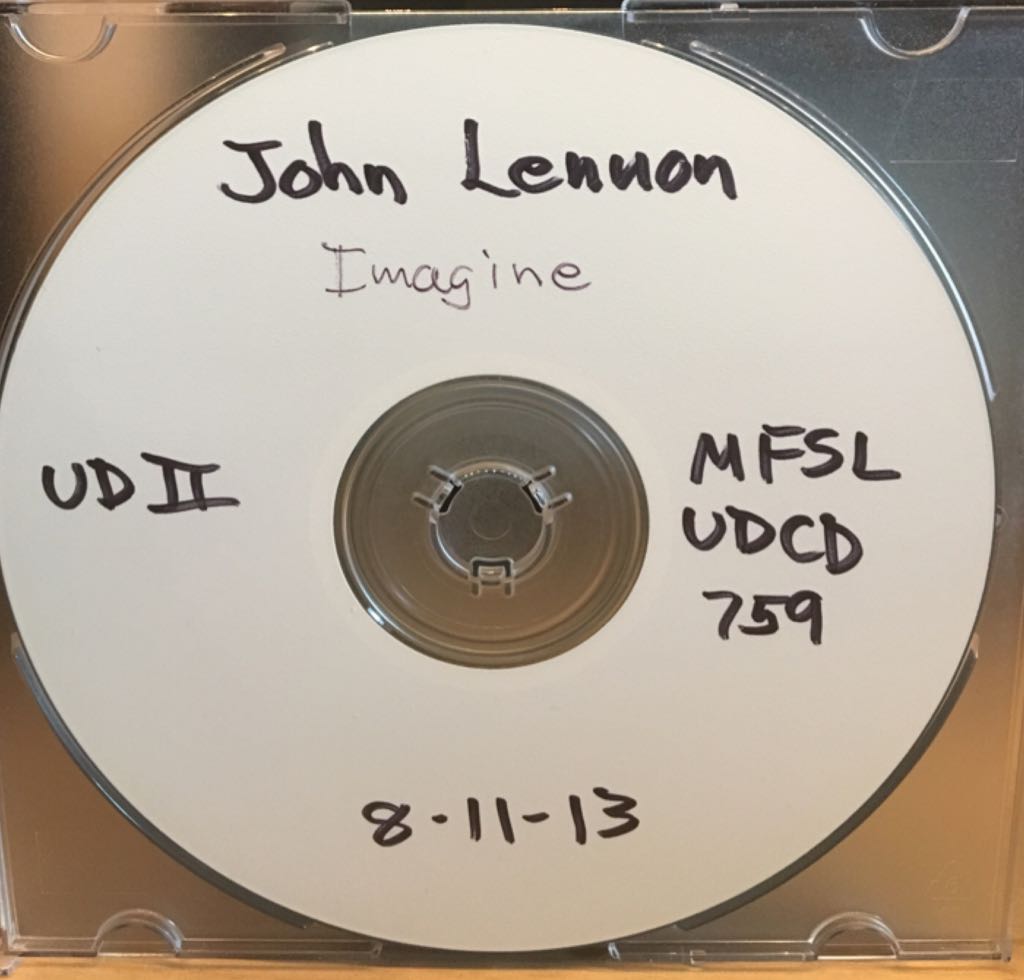 John Lennon
Imagine
UD II
MFSL
UDCD
759
8-11-13